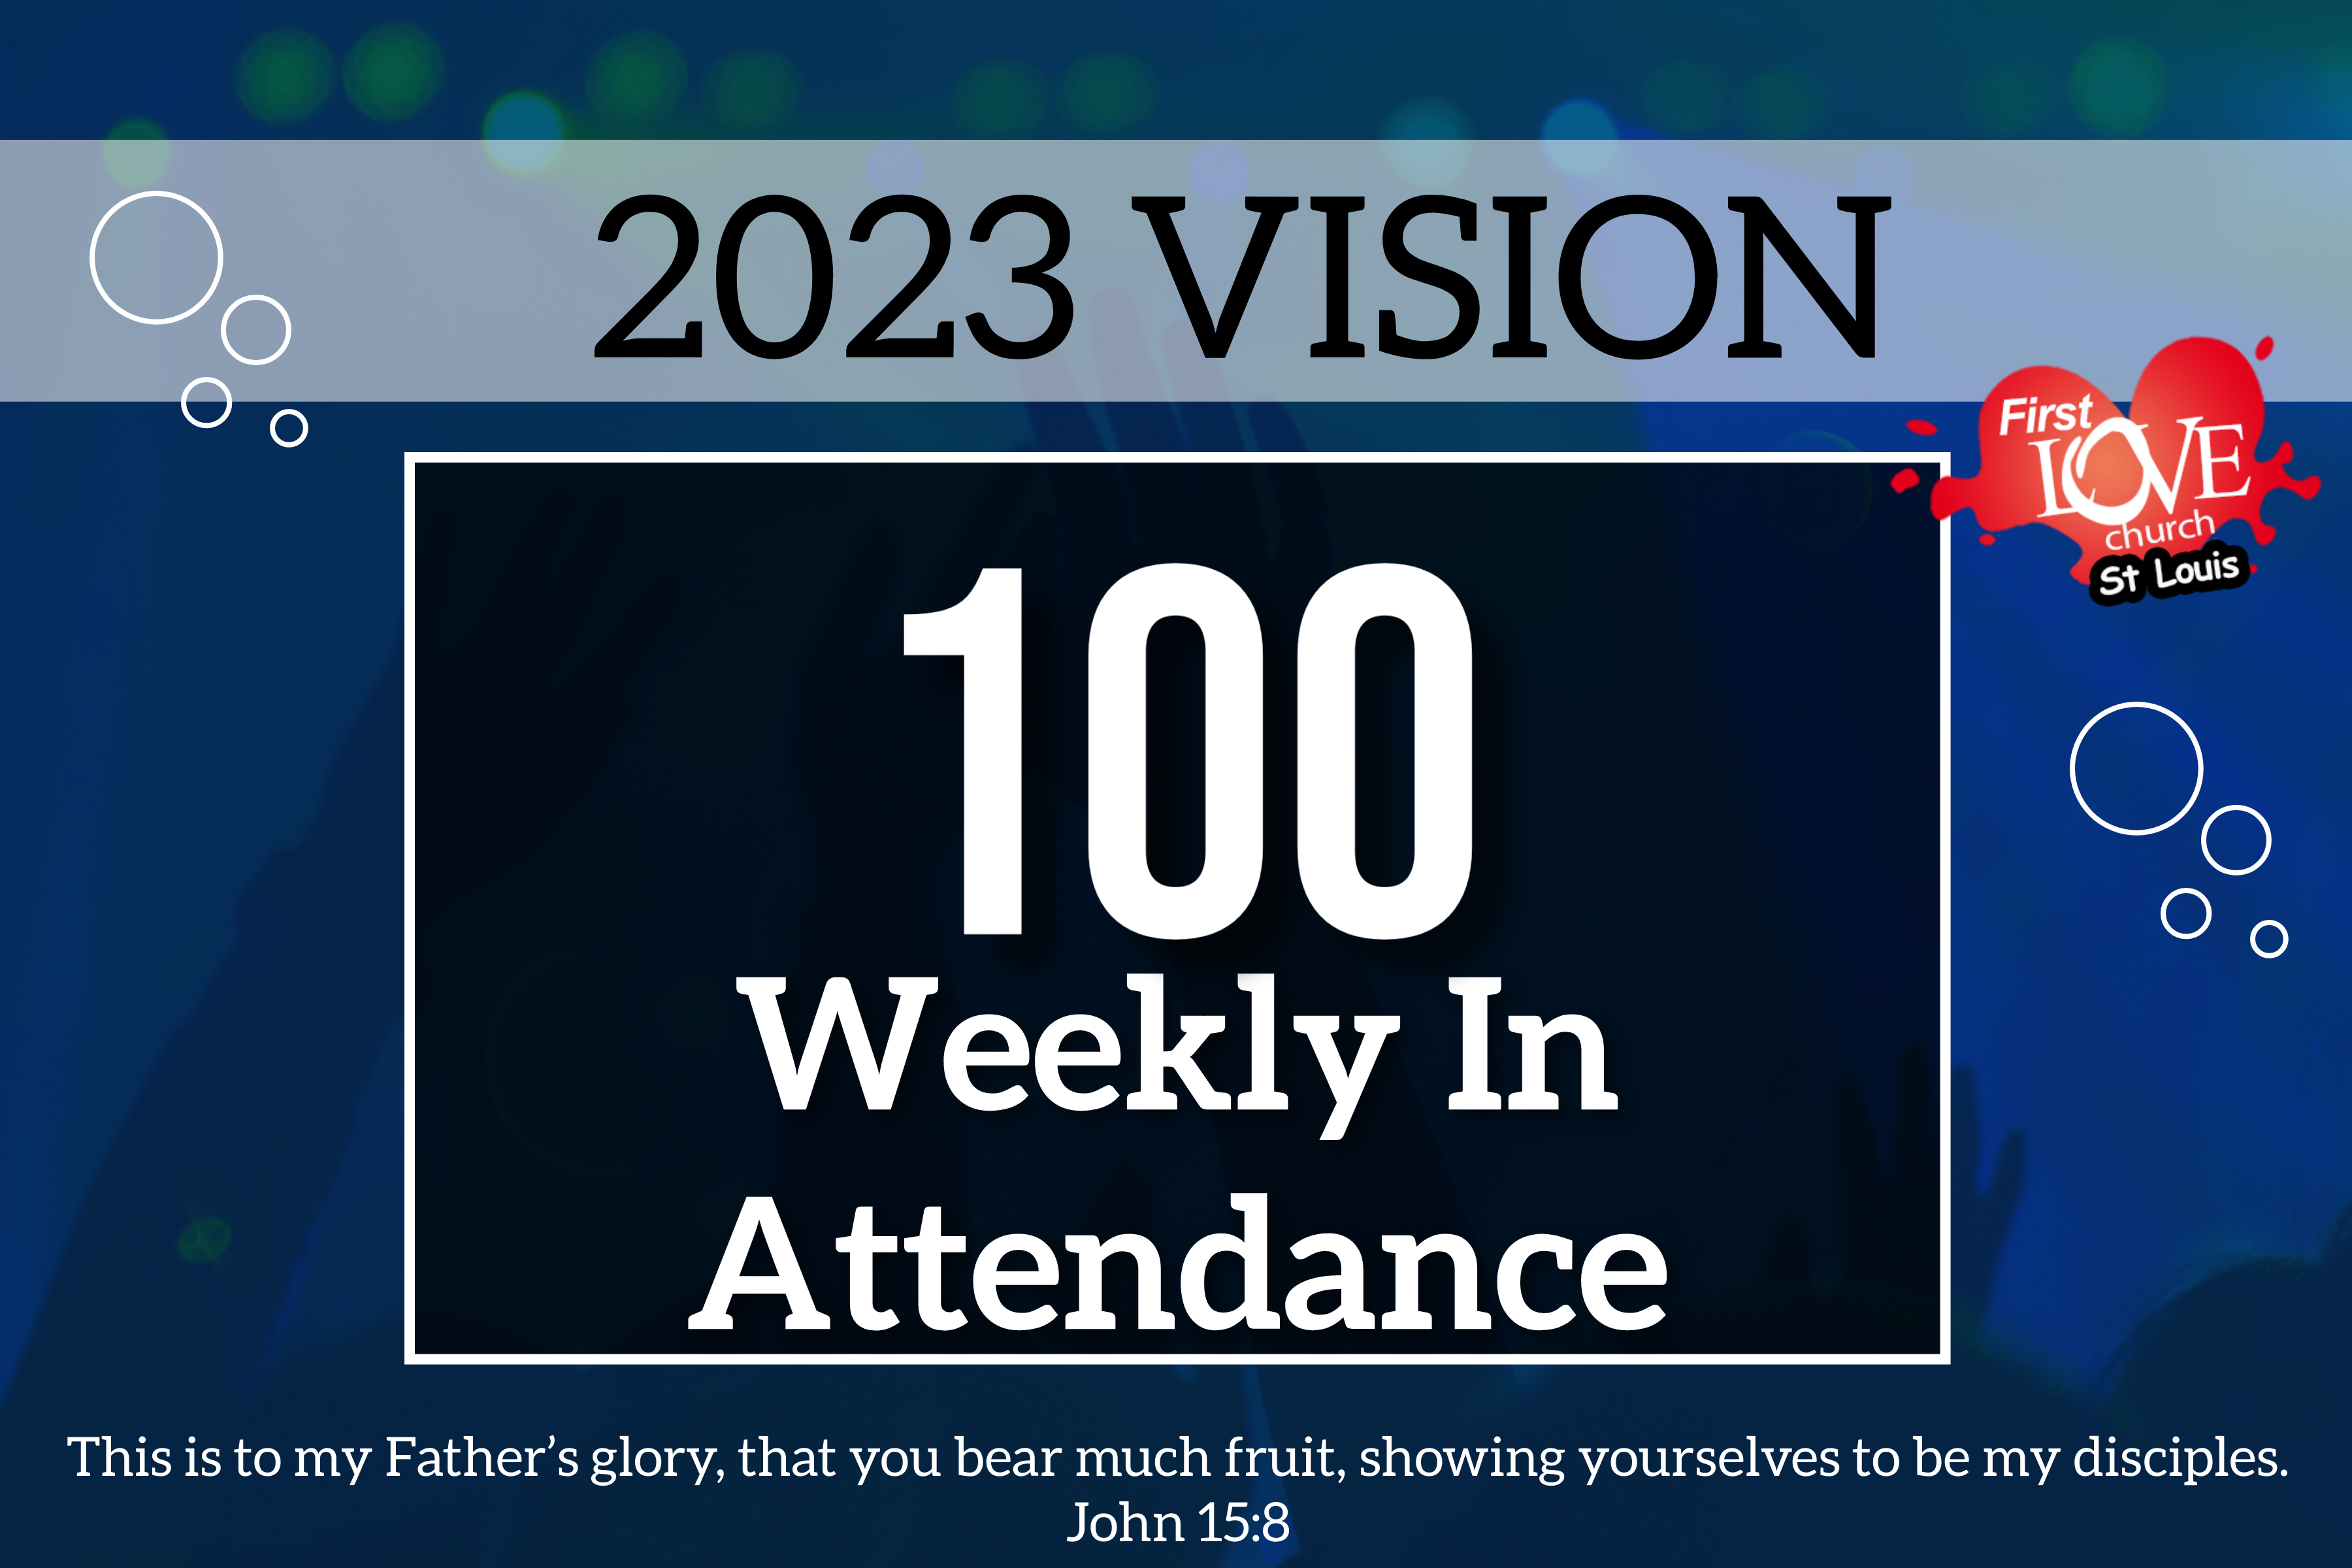 2023 VISION
First
LOVE
church
St Louis
100
Weekly In
Attendance
This is to my Father’s glory, that you bear much fruit, showing yourselves to be my disciples.
John 15:8